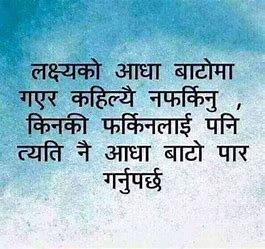 लक्ष्यको आधा बाटोमा
गएर कहिल्यै नफर्किनु ,
किनकी फर्किनलाई पनि
त्यति नै आधा बाटो पार
गर्नुपर्छ